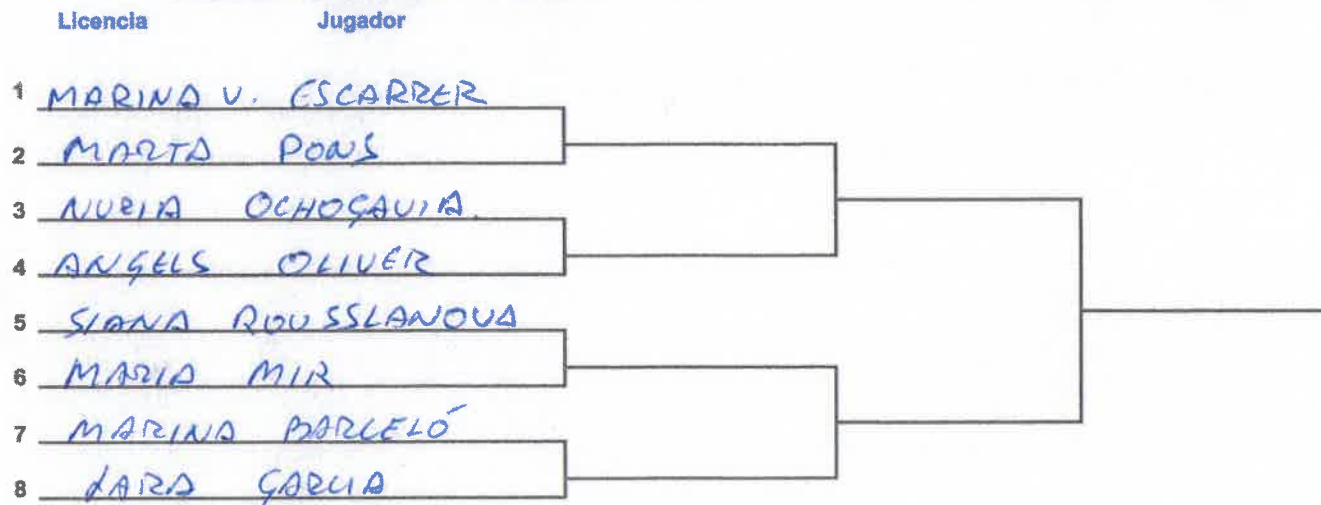 Licencia Jugador
1 MARINA V. ESCARRER
2 MARTA PONS
3 NURIA OCHOGAVIA.
4 ANGELS OLIVER
5 SIANA ROUSSLANOVA
6 MARIA MIR
7 MARINA BARCELÓ
8 LARA GARCIA